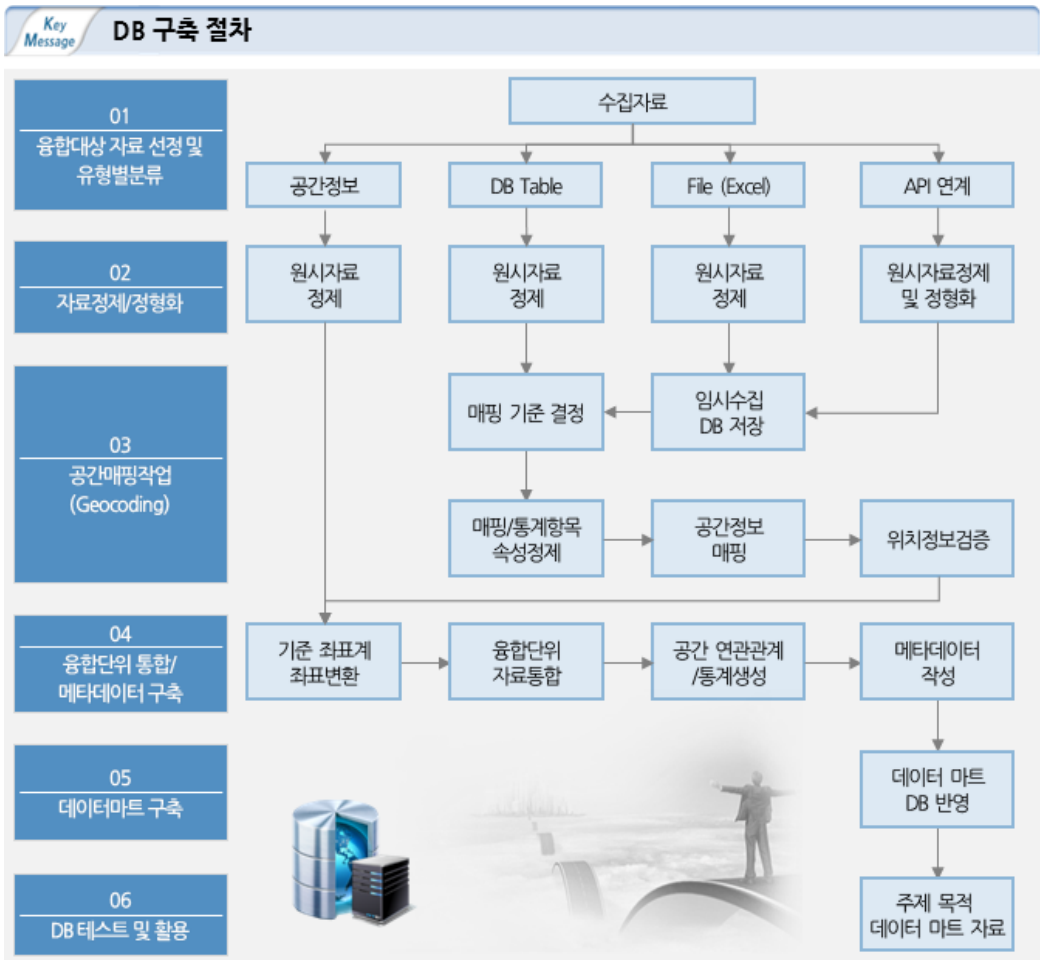 Key
Message
DB 구축 절차
01
융합대상 자료 선정 및
유형별분류
수집자료
공간정보
DB Table
File (Excel)
API 연계
02
자료정제/정형화
원시자료
정제
원시자료
정제
원시자료
정제
원시자료정제
및 정형화
03
공간매핑작업
(Geocoding)
매핑 기준 결정
임시수집
DB 저장
매핑/통계항목
속성정제
공간정보
매핑
위치정보검증
04
융합단위 통합/
메타데이터 구축
기준 좌표계
좌표변환
융합단위
자료통합
공간 연관관계
/통계생성
메타데이터
작성
05
데이터마트 구축
데이터 마트
DB 반영
06
DB 테스트 및 활용
주제 목적
데이터 마트 자료